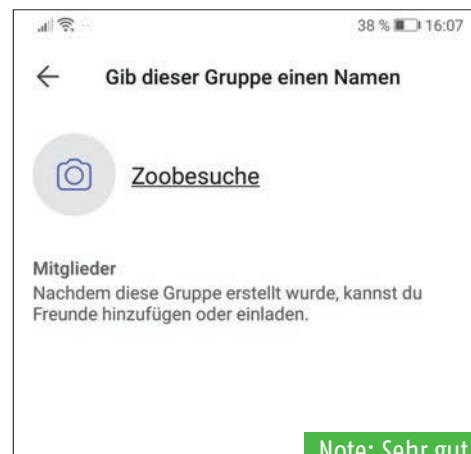 38 % 16:07
Gib dieser Gruppe einen Namen
Zoobesuche
Mitglieder
Nachdem diese Gruppe erstellt wurde, kannst du
Freunde hinzufügen oder einladen.
Note: Sehr gut